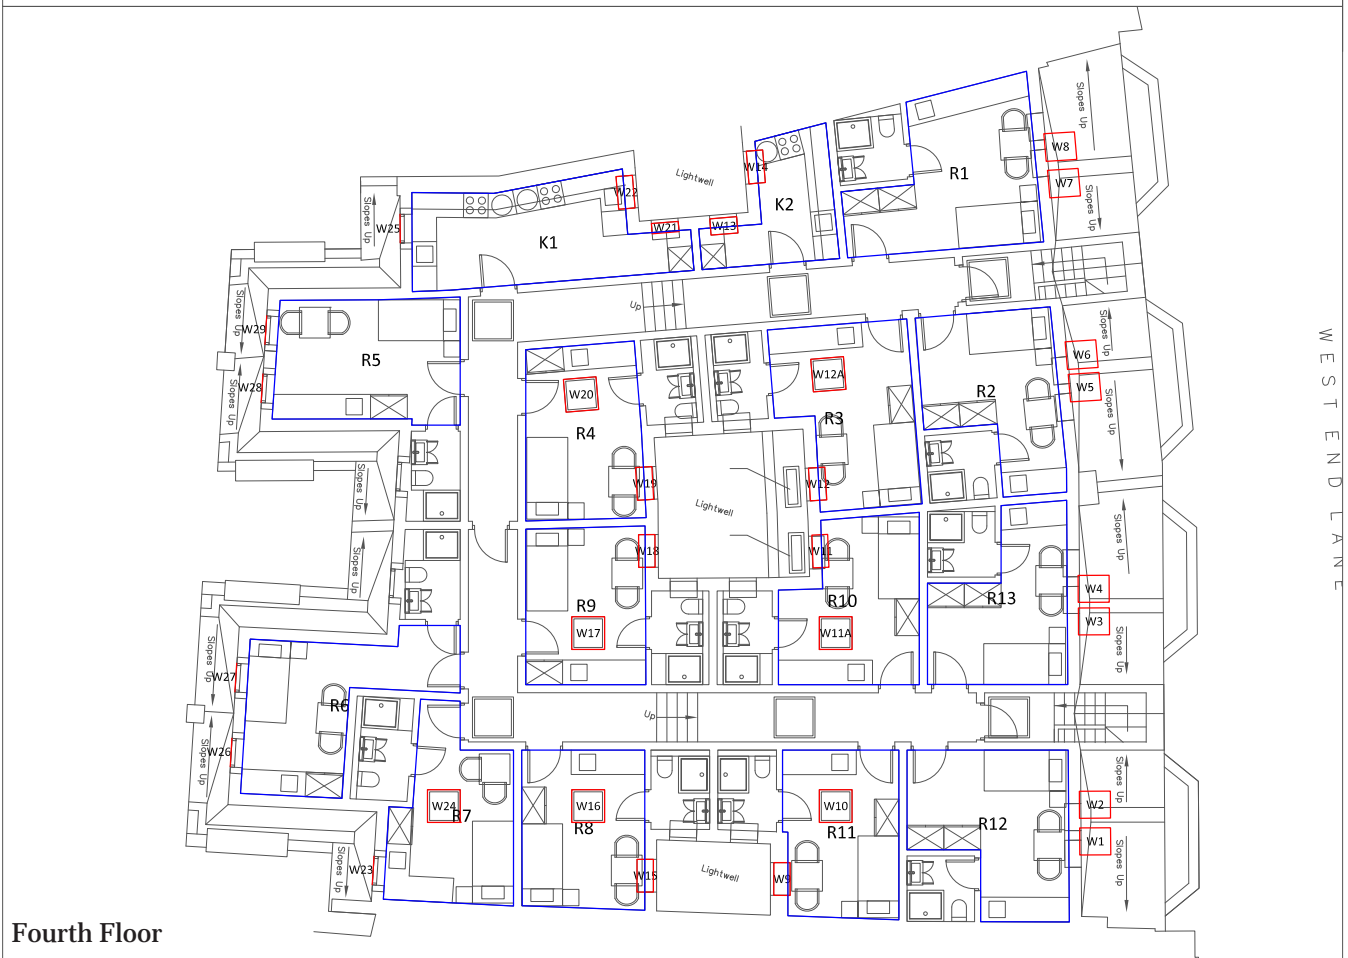 Slopes Up
W8
W14
R1
Lightwell
W7
W22
Slopes Up
K2
Slopes Up
W25
W21
W13
K1
Slopes Up
Up
W29
Slopes Up
WEST END LANE
R5
W6
W12A
W28
W20
W5
R2
Slopes Up
Slopes Up
R3
R4
W19
W12
Slopes Up
Lightwell
Slopes Up
W18
W11
Slopes Up
W4
R9
R10
R13
W3
W17
W11A
Slopes Up
Slopes Up
W27
R6
Up
W26
Slopes Up
Slopes Up
W24
W16
W10
W2
R7
R8
R11
R12
W1
Slopes Up
W23
Lightwell
W15
W9
Slopes Up
Fourth Floor